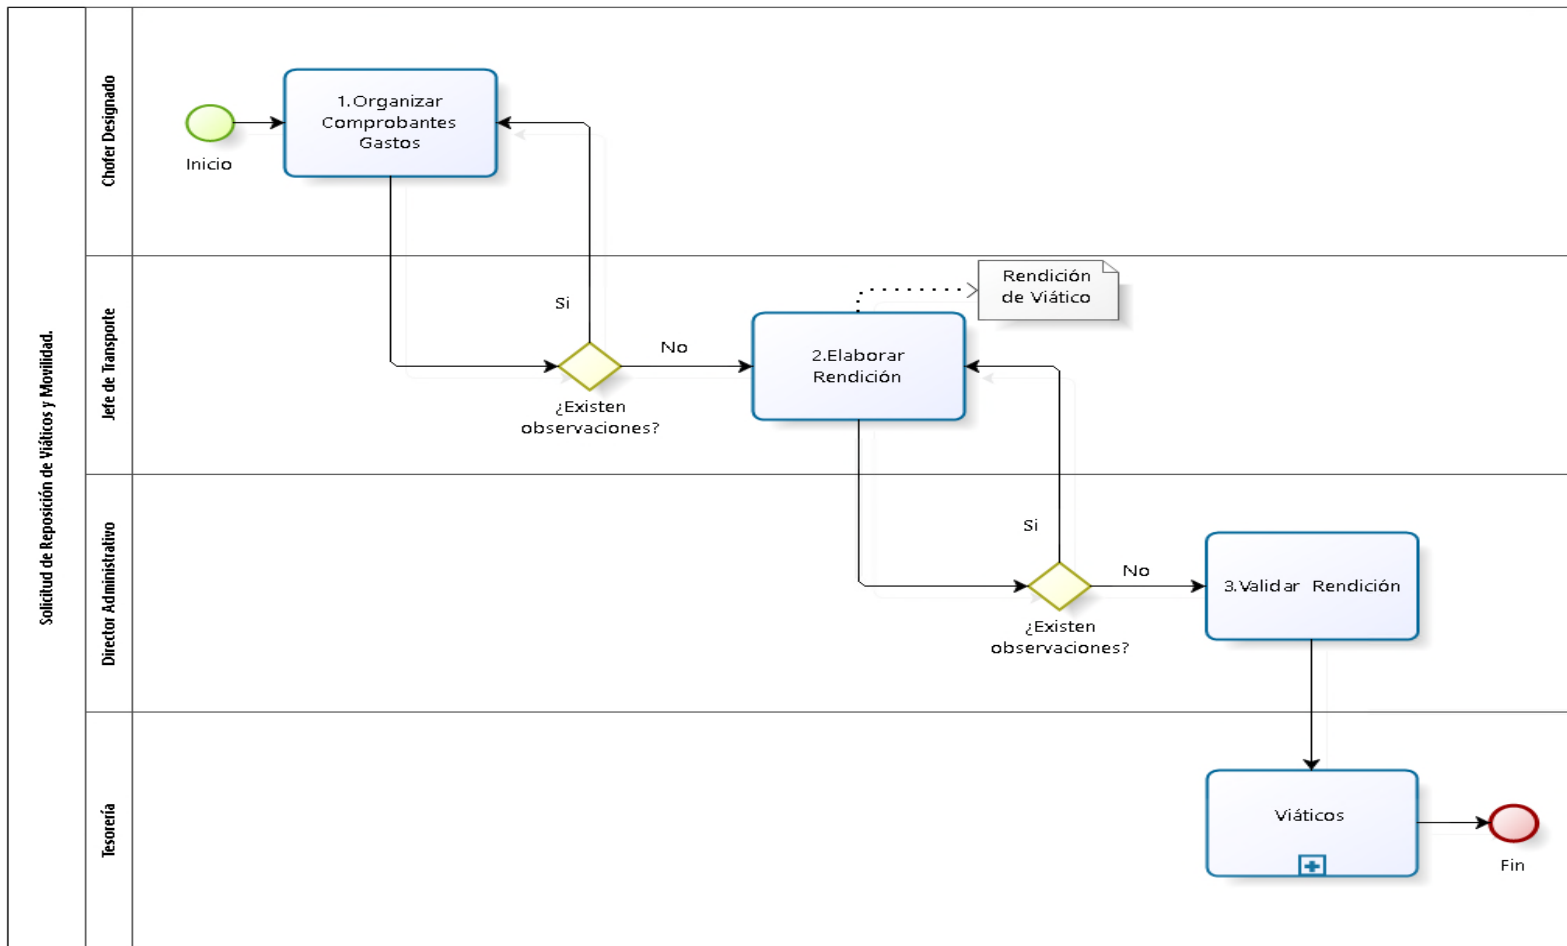 Solicitud de Reposición de Viáticos y Movilidad.
Chofer Designado
Inicio
1.Organizar
Comprobantes
Gastos
Jefe de Transporte
Si
No
¿Existen
observaciones?
2.Elaborar
Rendición
Rendición
de Viático
Director Administrativo
Si
No
¿Existen
observaciones?
3.Validar Rendición
Tesorería
Viáticos
Fin